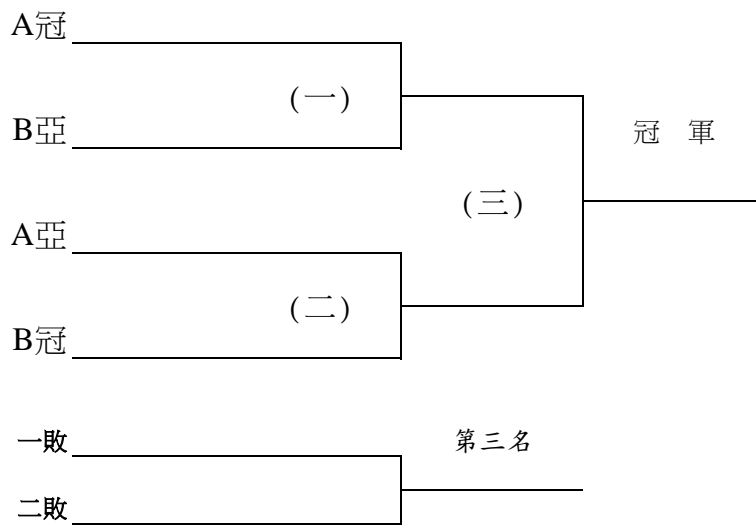 A冠
(一)
B亞
冠 軍
(三)
A亞
(二)
B冠
一敗
第三名
二敗